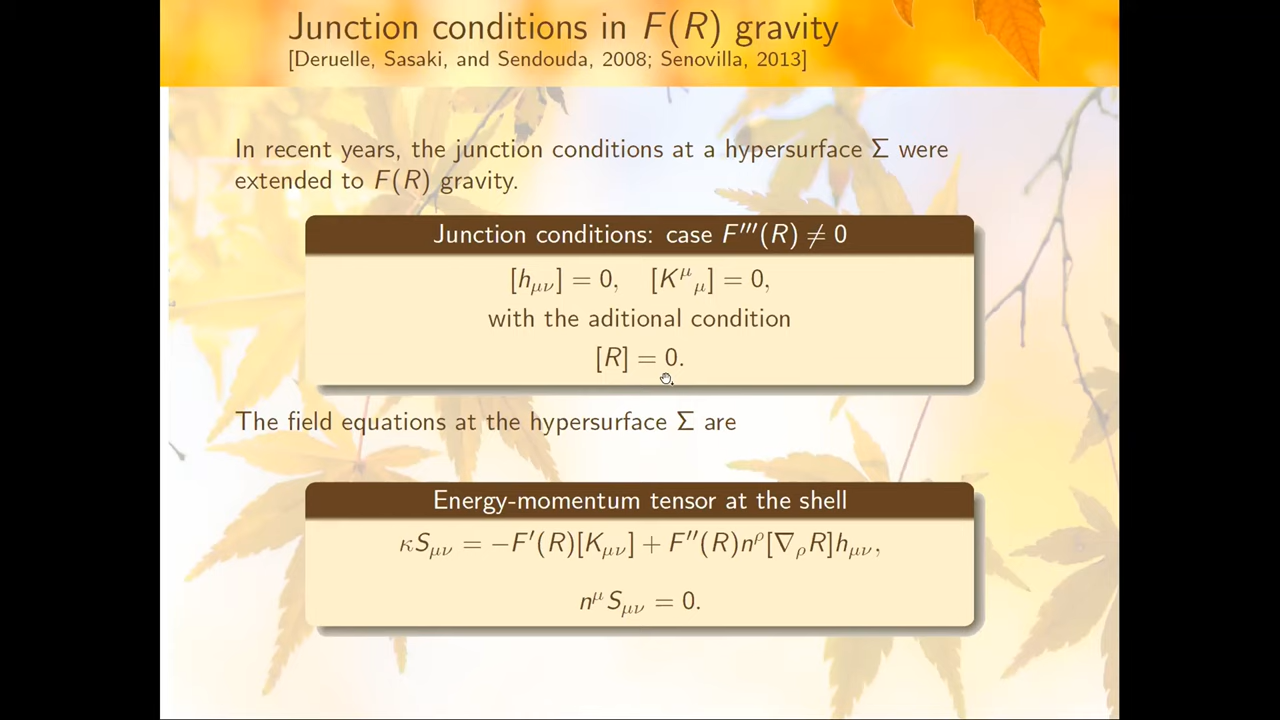 Junction conditions in F(R) gravity
[Deruelle, Sasaki, and Sendouda, 2008; Senovilla, 2013]
In recent years, the junction conditions at a hypersurface Σ were
extended to F(R) gravity.
Junction conditions: case F′′′(R) ≠ 0
[h_{μν}] = 0, [K^μ_μ] = 0,
with the aditional condition
[R] = 0.
The field equations at the hypersurface Σ are
Energy-momentum tensor at the shell
κS_{μν} = −F′(R)[K_{μν}] + F′′(R)n^ρ[∇_ρR]h_{μν},
n^μS_{μν} = 0.